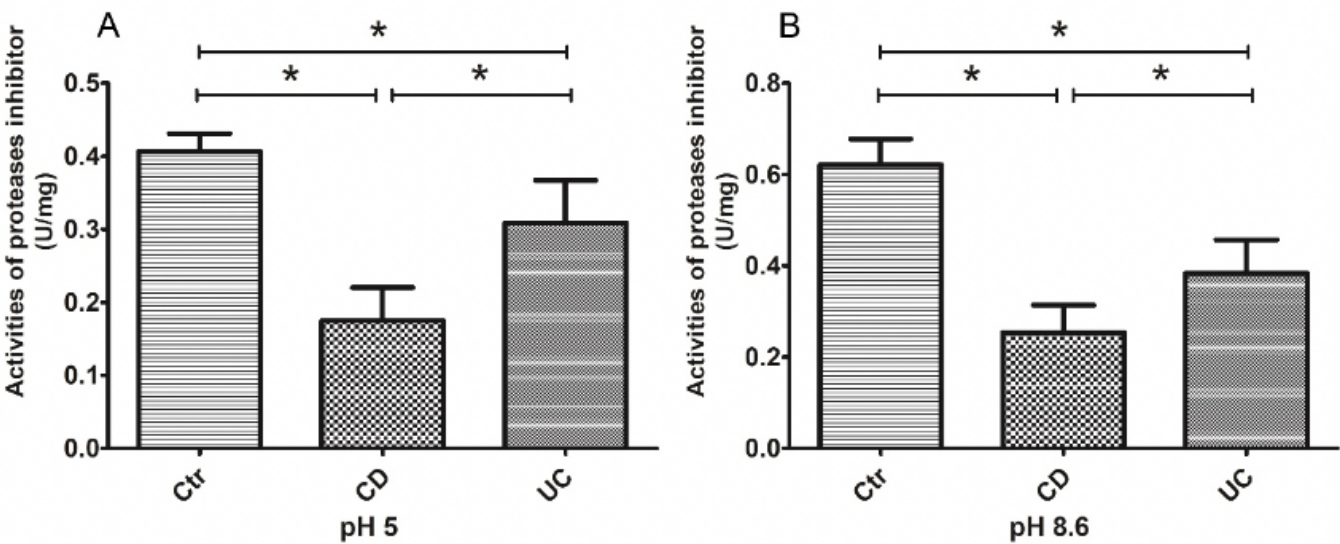 A
*
*
*
Activities of proteases inhibitor
(U/mg)
0.5
0.4
0.3
0.2
0.1
0.0
Ctr
CD
UC
pH 5
B
*
*
*
Activities of proteases inhibitor
(U/mg)
0.8
0.6
0.4
0.2
0.0
Ctr
CD
UC
pH 8.6